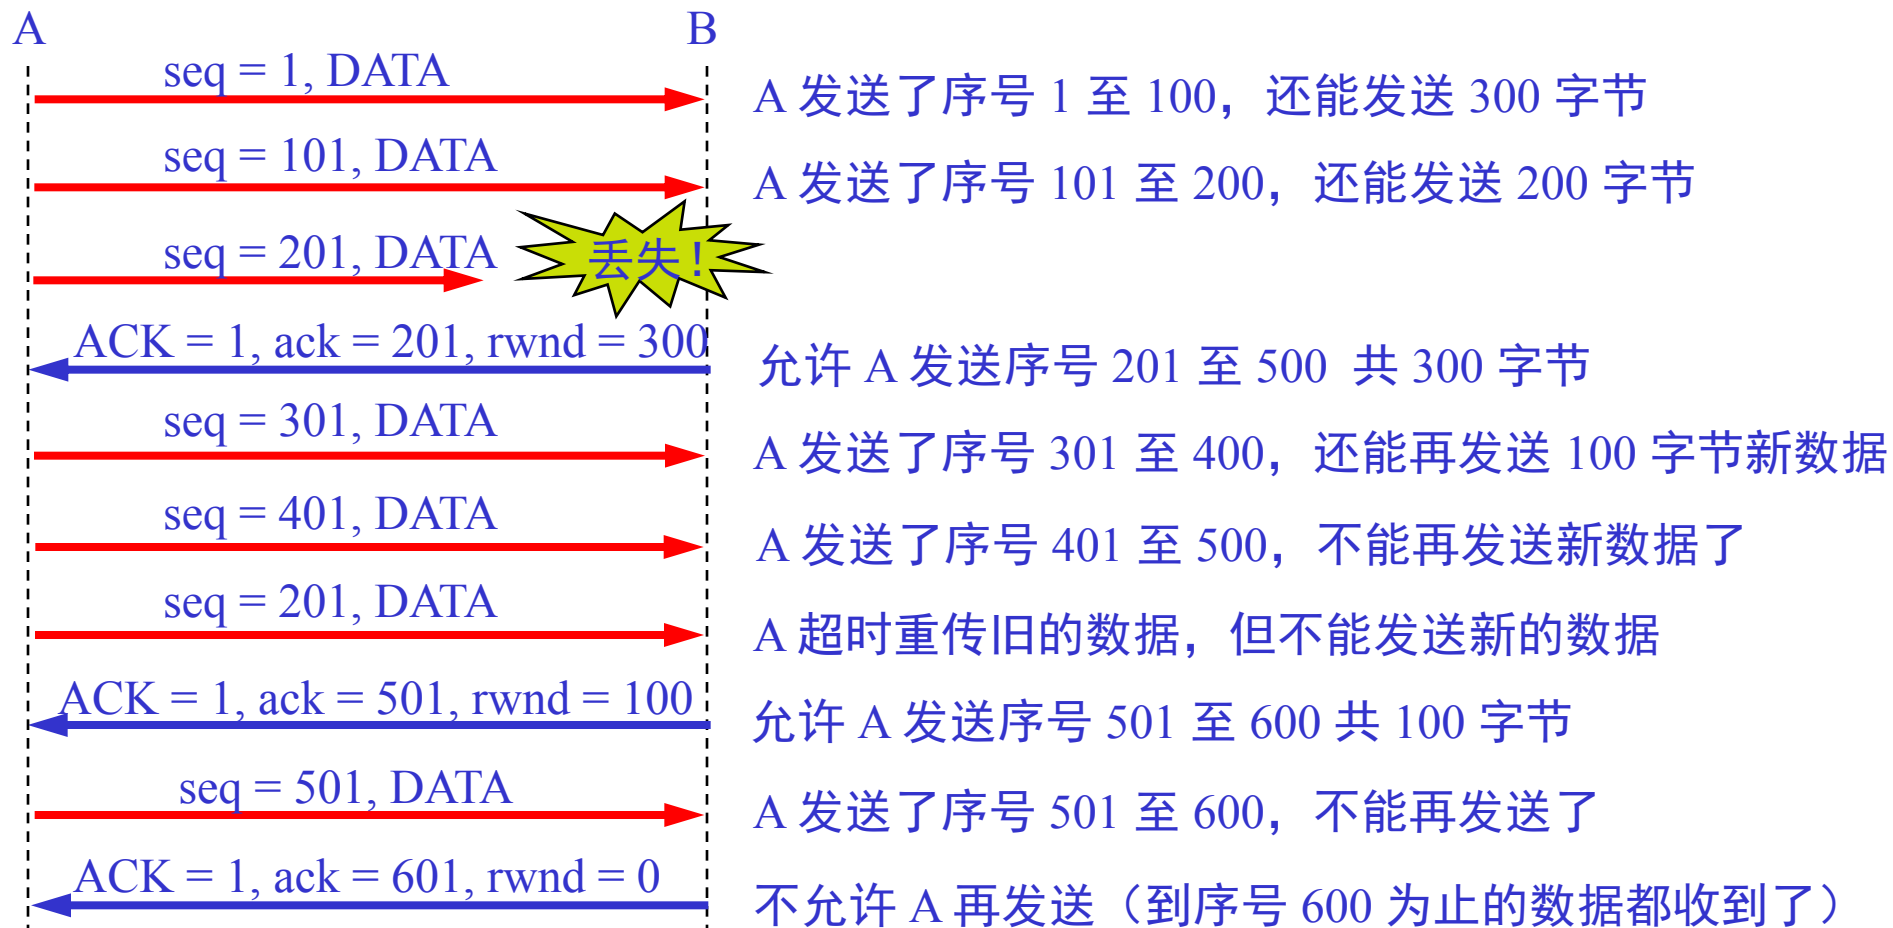 A B
seq = 1, DATA
A 发送了序号 1 至 100，还能发送 300 字节
seq = 101, DATA
A 发送了序号 101 至 200，还能发送 200 字节
seq = 201, DATA
丢失！
ACK = 1, ack = 201, rwnd = 300
允许 A 发送序号 201 至 500 共 300 字节
seq = 301, DATA
A 发送了序号 301 至 400，还能再发送 100 字节新数据
seq = 401, DATA
A 发送了序号 401 至 500，不能再发送新数据了
seq = 201, DATA
A 超时重传旧的数据，但不能发送新的数据
ACK = 1, ack = 501, rwnd = 100
允许 A 发送序号 501 至 600 共 100 字节
seq = 501, DATA
A 发送了序号 501 至 600，不能再发送了
ACK = 1, ack = 601, rwnd = 0
不允许 A 再发送（到序号 600 为止的数据都收到了）